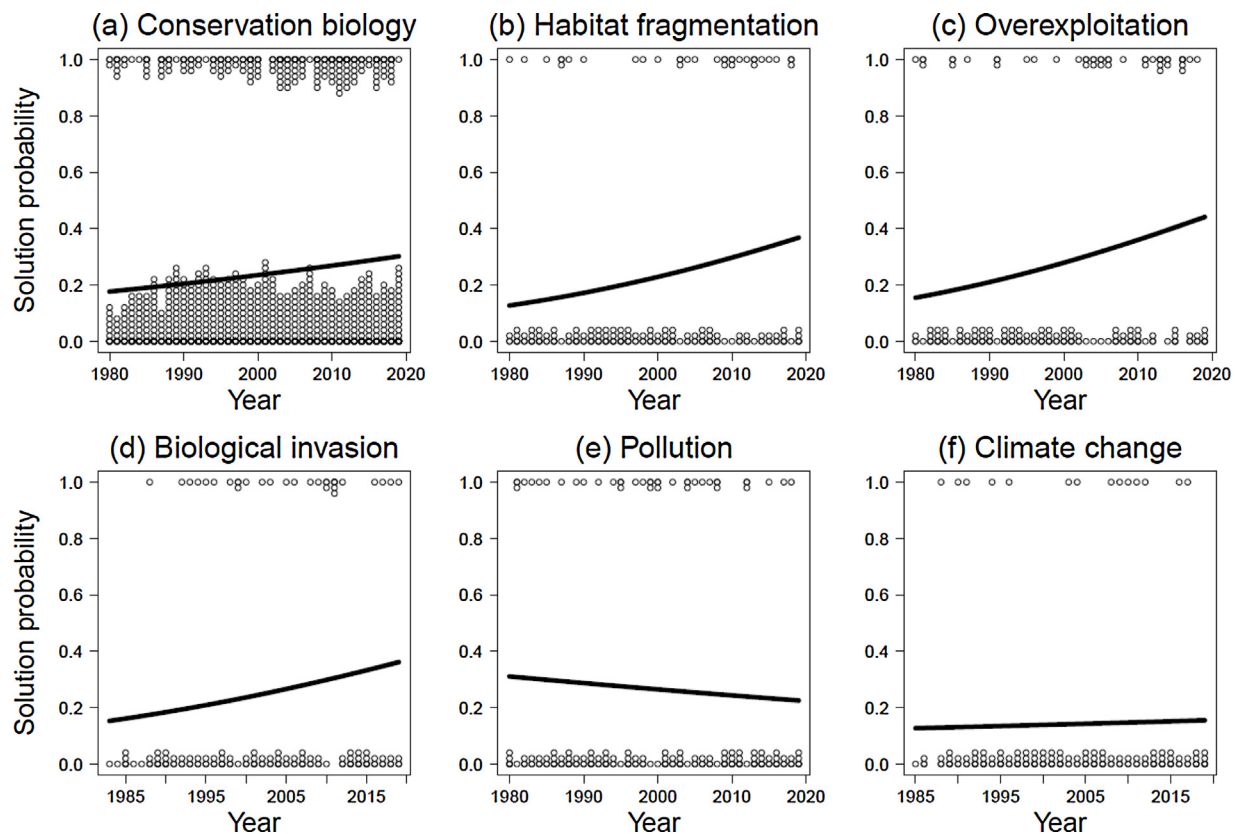 (a) Conservation biology
(b) Habitat fragmentation
(c) Overexploitation
Solution probability
1.0
0.8
0.6
0.4
0.2
0.0
1980 1990 2000 2010 2020
Year
1.0
0.8
0.6
0.4
0.2
0.0
1980 1990 2000 2010 2020
Year
1.0
0.8
0.6
0.4
0.2
0.0
1980 1990 2000 2010 2020
Year
(d) Biological invasion
(e) Pollution
(f) Climate change
Solution probability
1.0
0.8
0.6
0.4
0.2
0.0
1985 1995 2005 2015
Year
1.0
0.8
0.6
0.4
0.2
0.0
1980 1990 2000 2010 2020
Year
1.0
0.8
0.6
0.4
0.2
0.0
1985 1995 2005 2015
Year